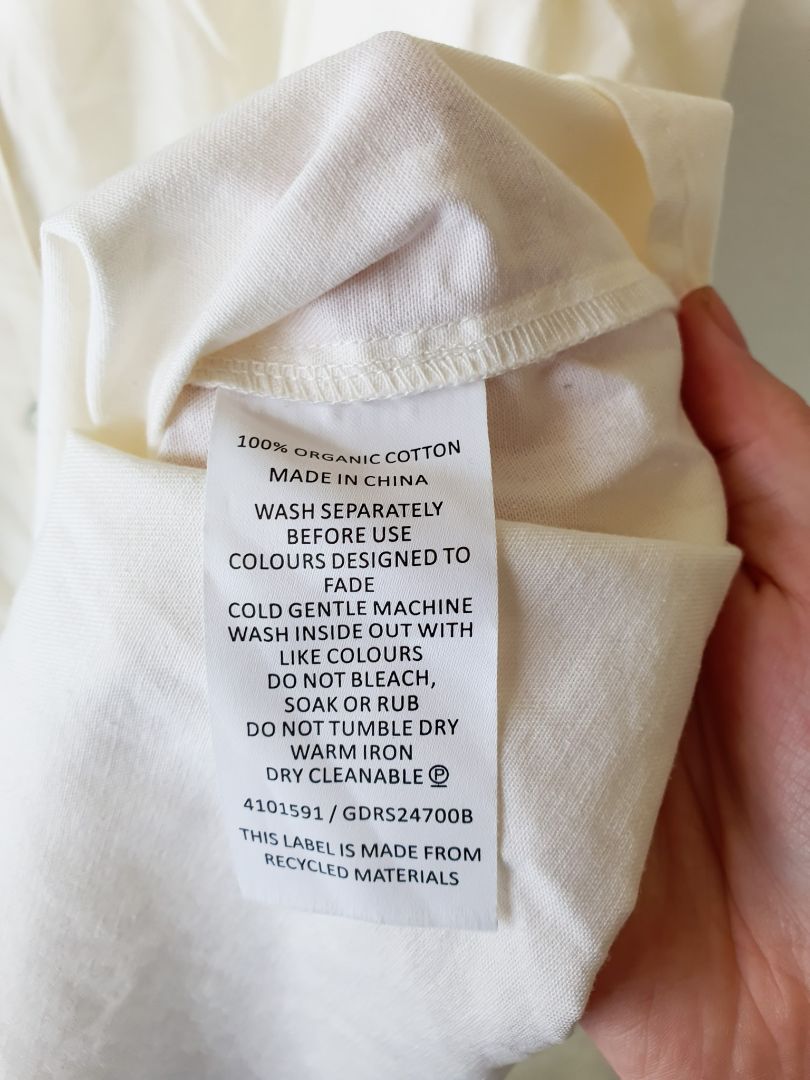 100% ORGANIC COTTON
MADE IN CHINA
WASH SEPARATELY
BEFORE USE
COLOURS DESIGNED TO
FADE
COLD GENTLE MACHINE
WASH INSIDE OUT WITH
LIKE COLOURS
DO NOT BLEACH,
SOAK OR RUB
DO NOT TUMBLE DRY
WARM IRON
DRY CLEANABLE Ⓟ
4101591 / GDRS24700B
THIS LABEL IS MADE FROM
RECYCLED MATERIALS